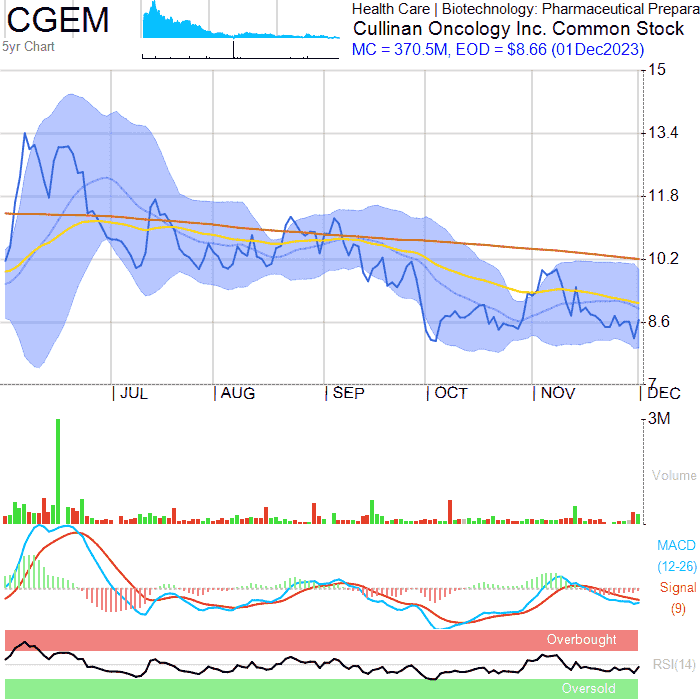 CGEM
5yr Chart
Health Care | Biotechnology: Pharmaceutical Prepara
Cullinan Oncology Inc. Common Stock
MC = 370.5M, EOD = $8.66 (01Dec2023)
15
13.4
11.8
10.2
8.6
7
JUL
AUG
SEP
OCT
NOV
DEC
3M
Volume
MACD
(12-26)
Signal
(9)
Overbought
RSI(14)
Oversold